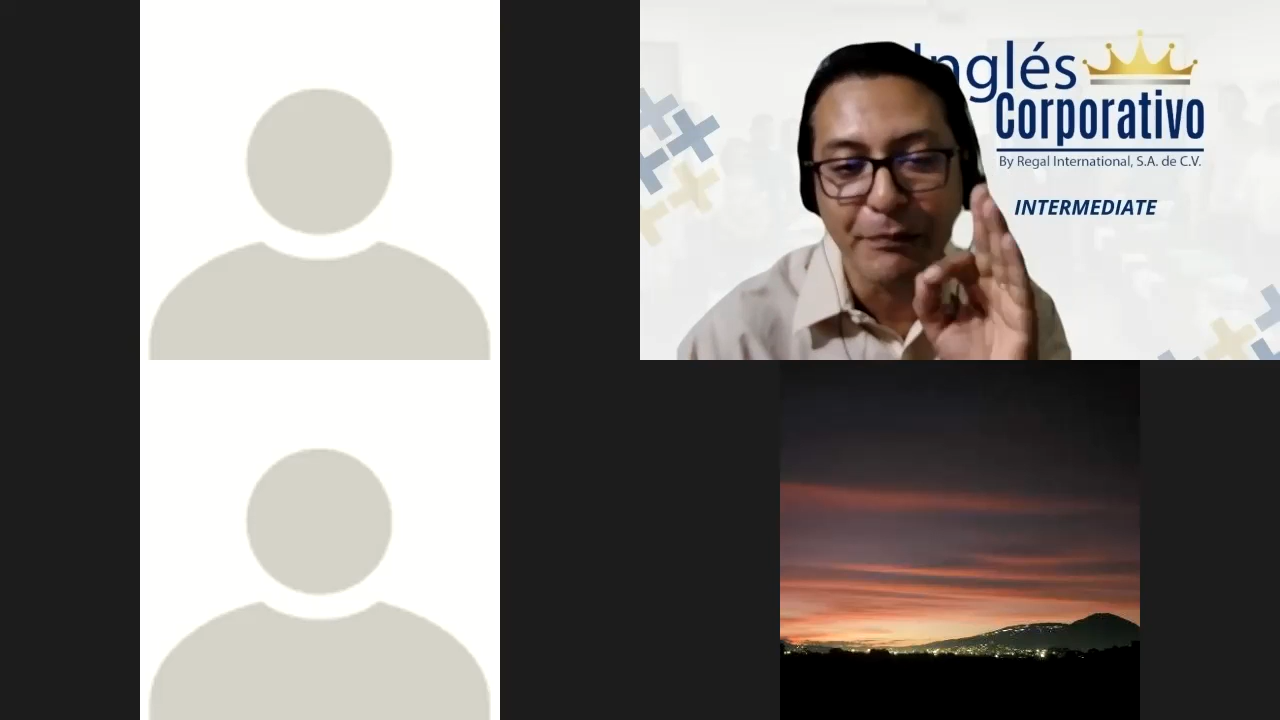 Inglés
Corporativo
By Regal International, S.A. de C.V.
INTERMEDIATE